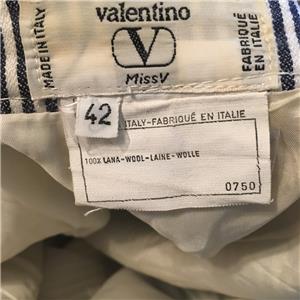 valentino
MADE IN ITALY
V
FABRIQUÉ
EN ITALIE
MissV
42
ITALY-FABRIQUÉ EN ITALIE
100% LANA-WOOL-LAINE-WOLLE
0750